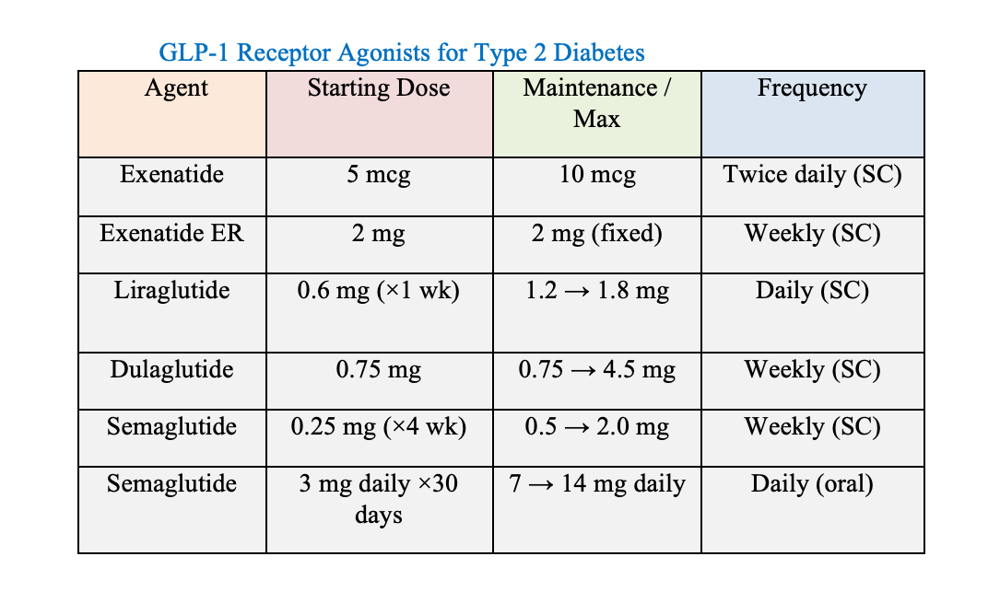 GLP-1 Receptor Agonists for Type 2 Diabetes
Agent Starting Dose Maintenance / Max Frequency
Exenatide 5 mcg 10 mcg Twice daily (SC)
Exenatide ER 2 mg 2 mg (fixed) Weekly (SC)
Liraglutide 0.6 mg (×1 wk) 1.2 → 1.8 mg Daily (SC)
Dulaglutide 0.75 mg 0.75 → 4.5 mg Weekly (SC)
Semaglutide 0.25 mg (×4 wk) 0.5 → 2.0 mg Weekly (SC)
Semaglutide 3 mg daily ×30 days 7 → 14 mg daily Daily (oral)